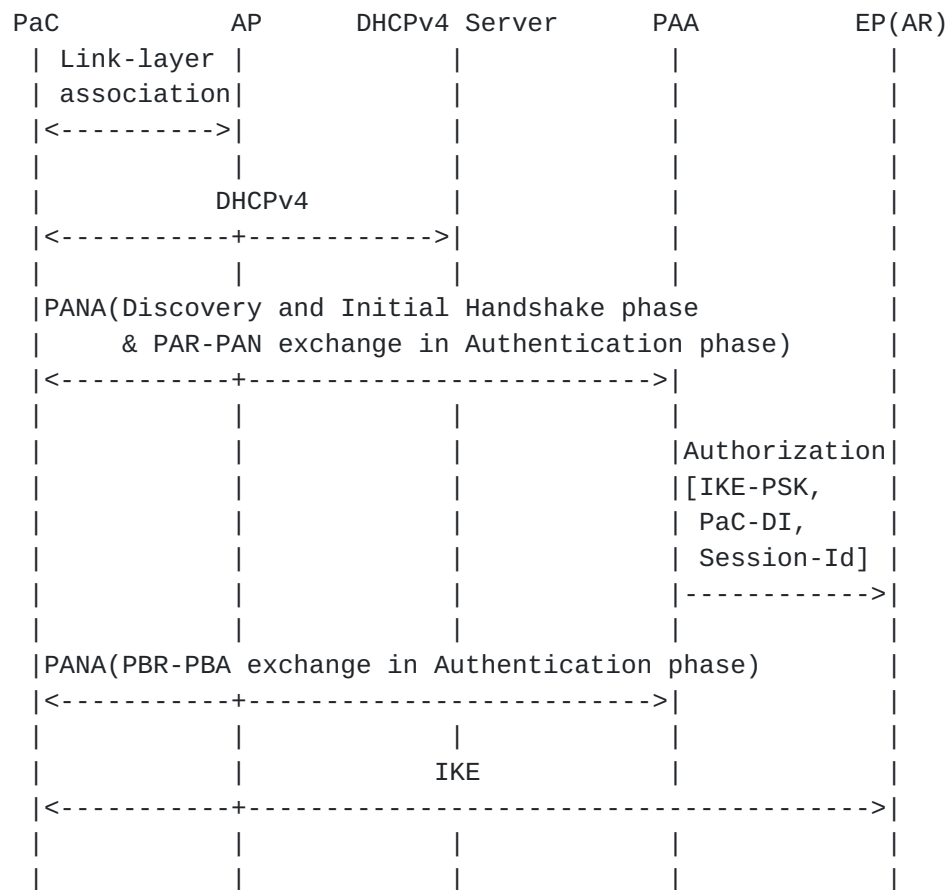 PaC AP DHCPv4 Server PAA EP(AR)
Link-layer
association
DHCPv4
PANA(Discovery and Initial Handshake phase
& PAR-PAN exchange in Authentication phase)
Authorization
[IKE-PSK,
PaC-DI,
Session-Id]
PANA(PBR-PBA exchange in Authentication phase)
IKE